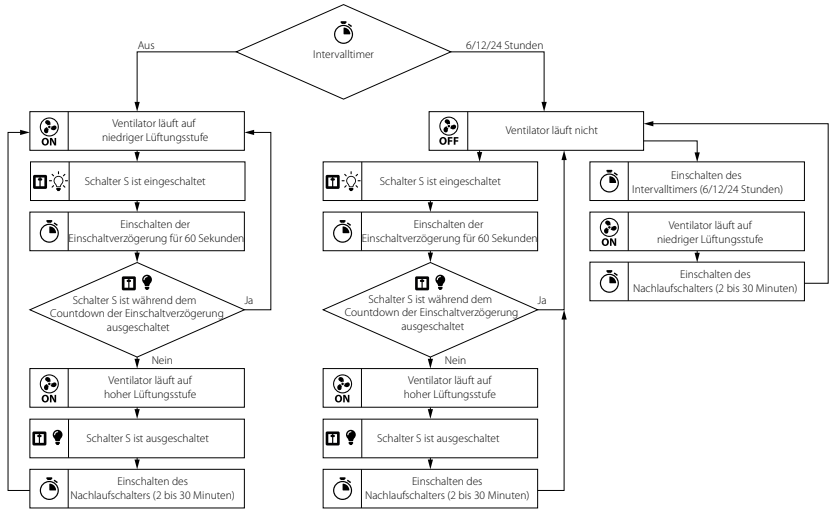 Intervalltimer
Aus
6/12/24 Stunden
ON
Ventilator läuft auf
niedriger Lüftungsstufe
Schalter S ist eingeschaltet
Einschalten der
Einschaltverzögerung für 60 Sekunden
Schalter S ist während dem
Countdown der Einschaltverzögerung
ausgeschaltet
Ja
Nein
ON
Ventilator läuft auf
hoher Lüftungsstufe
Schalter S ist ausgeschaltet
Einschalten des
Nachlaufschalters (2 bis 30 Minuten)
OFF
Ventilator läuft nicht
Schalter S ist eingeschaltet
Einschalten der
Einschaltverzögerung für 60 Sekunden
Schalter S ist während dem
Countdown der Einschaltverzögerung
ausgeschaltet
Ja
Nein
ON
Ventilator läuft auf
hoher Lüftungsstufe
Schalter S ist ausgeschaltet
Einschalten des
Nachlaufschalters (2 bis 30 Minuten)
Einschalten des
Intervalltimers (6/12/24 Stunden)
ON
Ventilator läuft auf
niedriger Lüftungsstufe
Einschalten des
Nachlaufschalters (2 bis 30 Minuten)